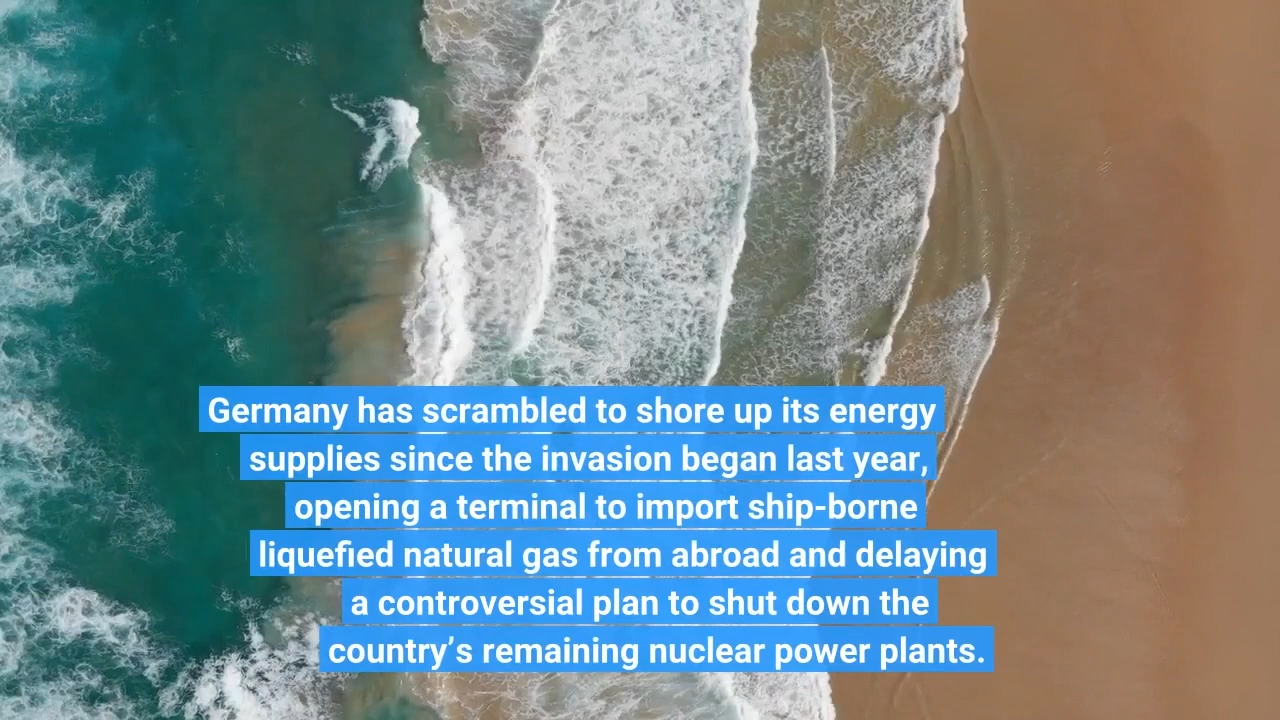 Germany has scrambled to shore up its energy
supplies since the invasion began last year,
opening a terminal to import ship-borne
liquefied natural gas from abroad and delaying
a controversial plan to shut down the
country’s remaining nuclear power plants.